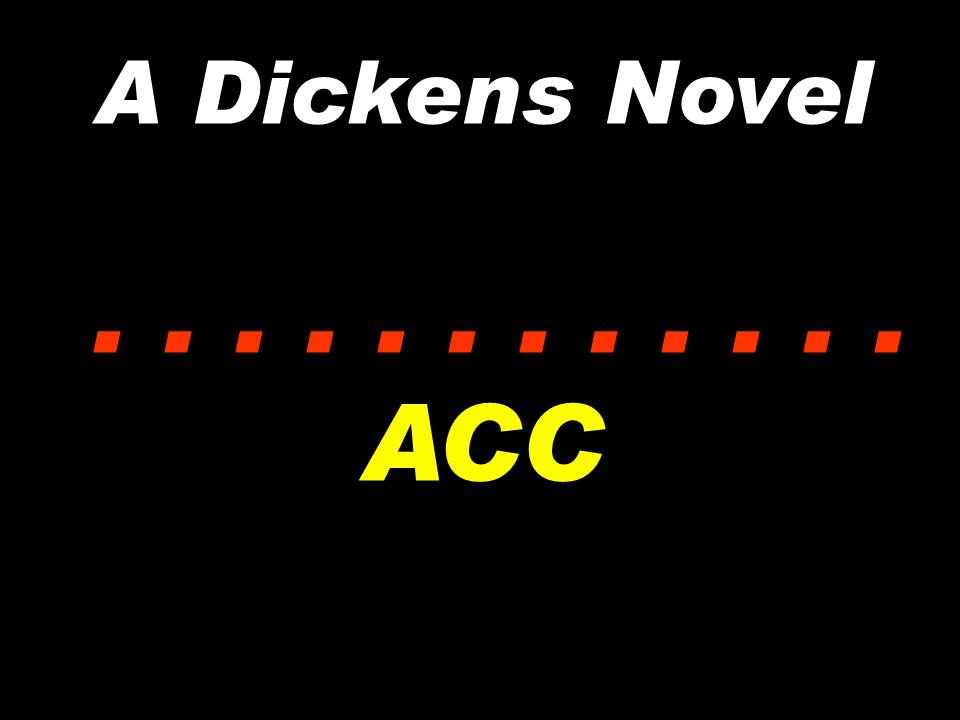 A Dickens Novel
. . . . . . . . . . . .
ACC